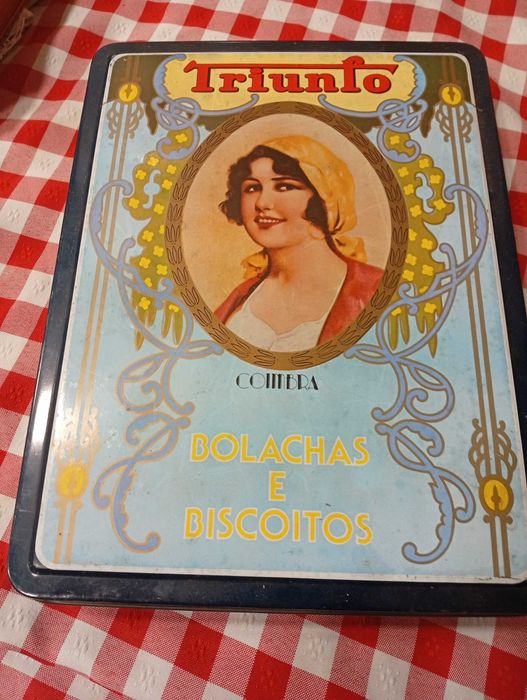 Triunfo
COIMBRA
BOLACHAS
E
BISCOITOS